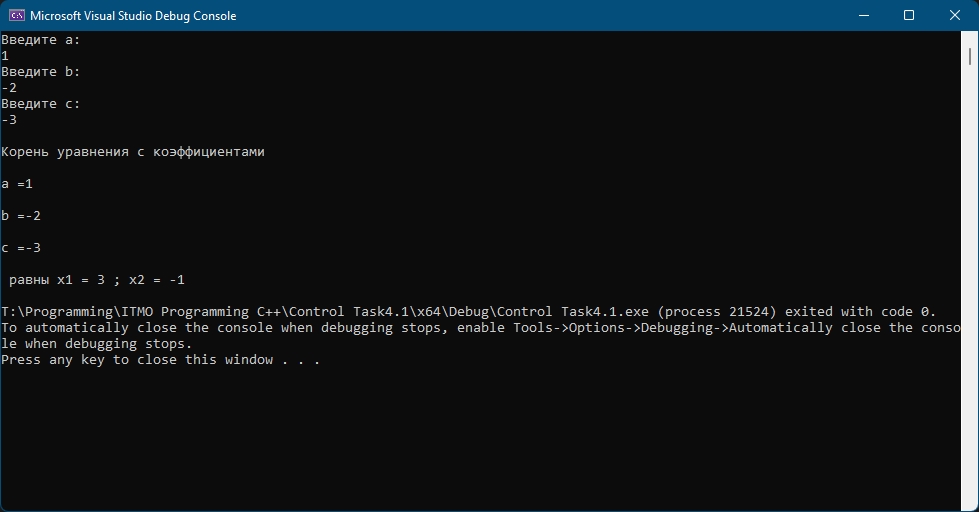 Microsoft Visual Studio Debug Console
Введите a:
1
Введите b:
-2
Введите c:
-3
Корень уравнения с коэффициентами
a =1
b =-2
c =-3
равны x1 = 3 ; x2 = -1
T:\Programming\ITMO Programming C++\Control Task4.1\x64\Debug\Control Task4.1.exe (process 21524) exited with code 0.
To automatically close the console when debugging stops, enable Tools->Options->Debugging->Automatically close the conso
le when debugging stops.
Press any key to close this window . . .